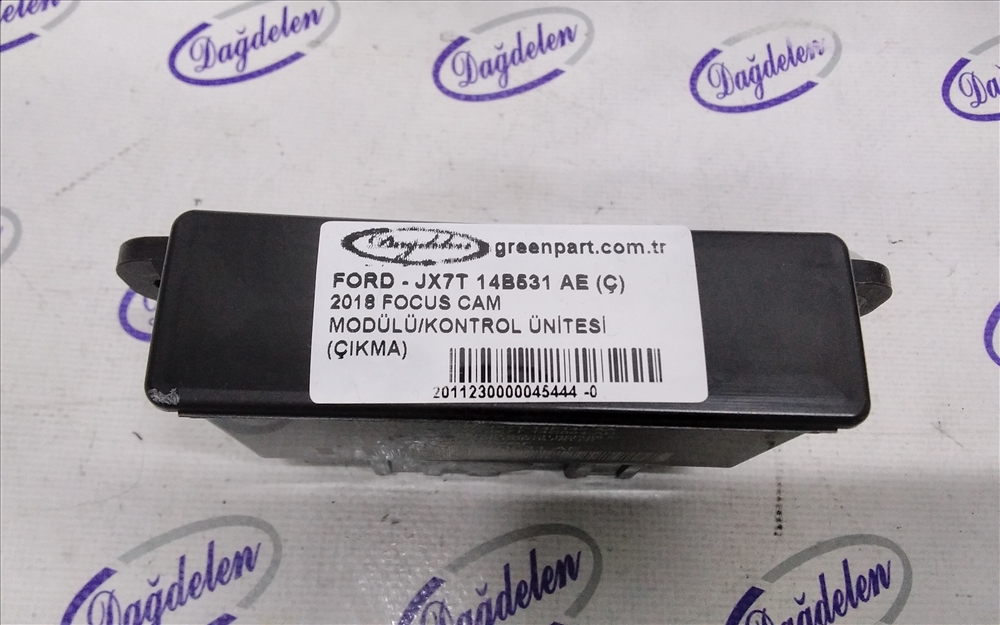 Dağdelen
Dağdelen
Dağdelen
greenpart.com.tr
FORD - JX7T 14B531 AE (Ç)
2018 FOCUS CAM
MODÜLÜ/KONTROL ÜNİTESİ
(ÇIKMA)
2011230000045444 -0
Dağdelen
Dağdelen
Dağdelen